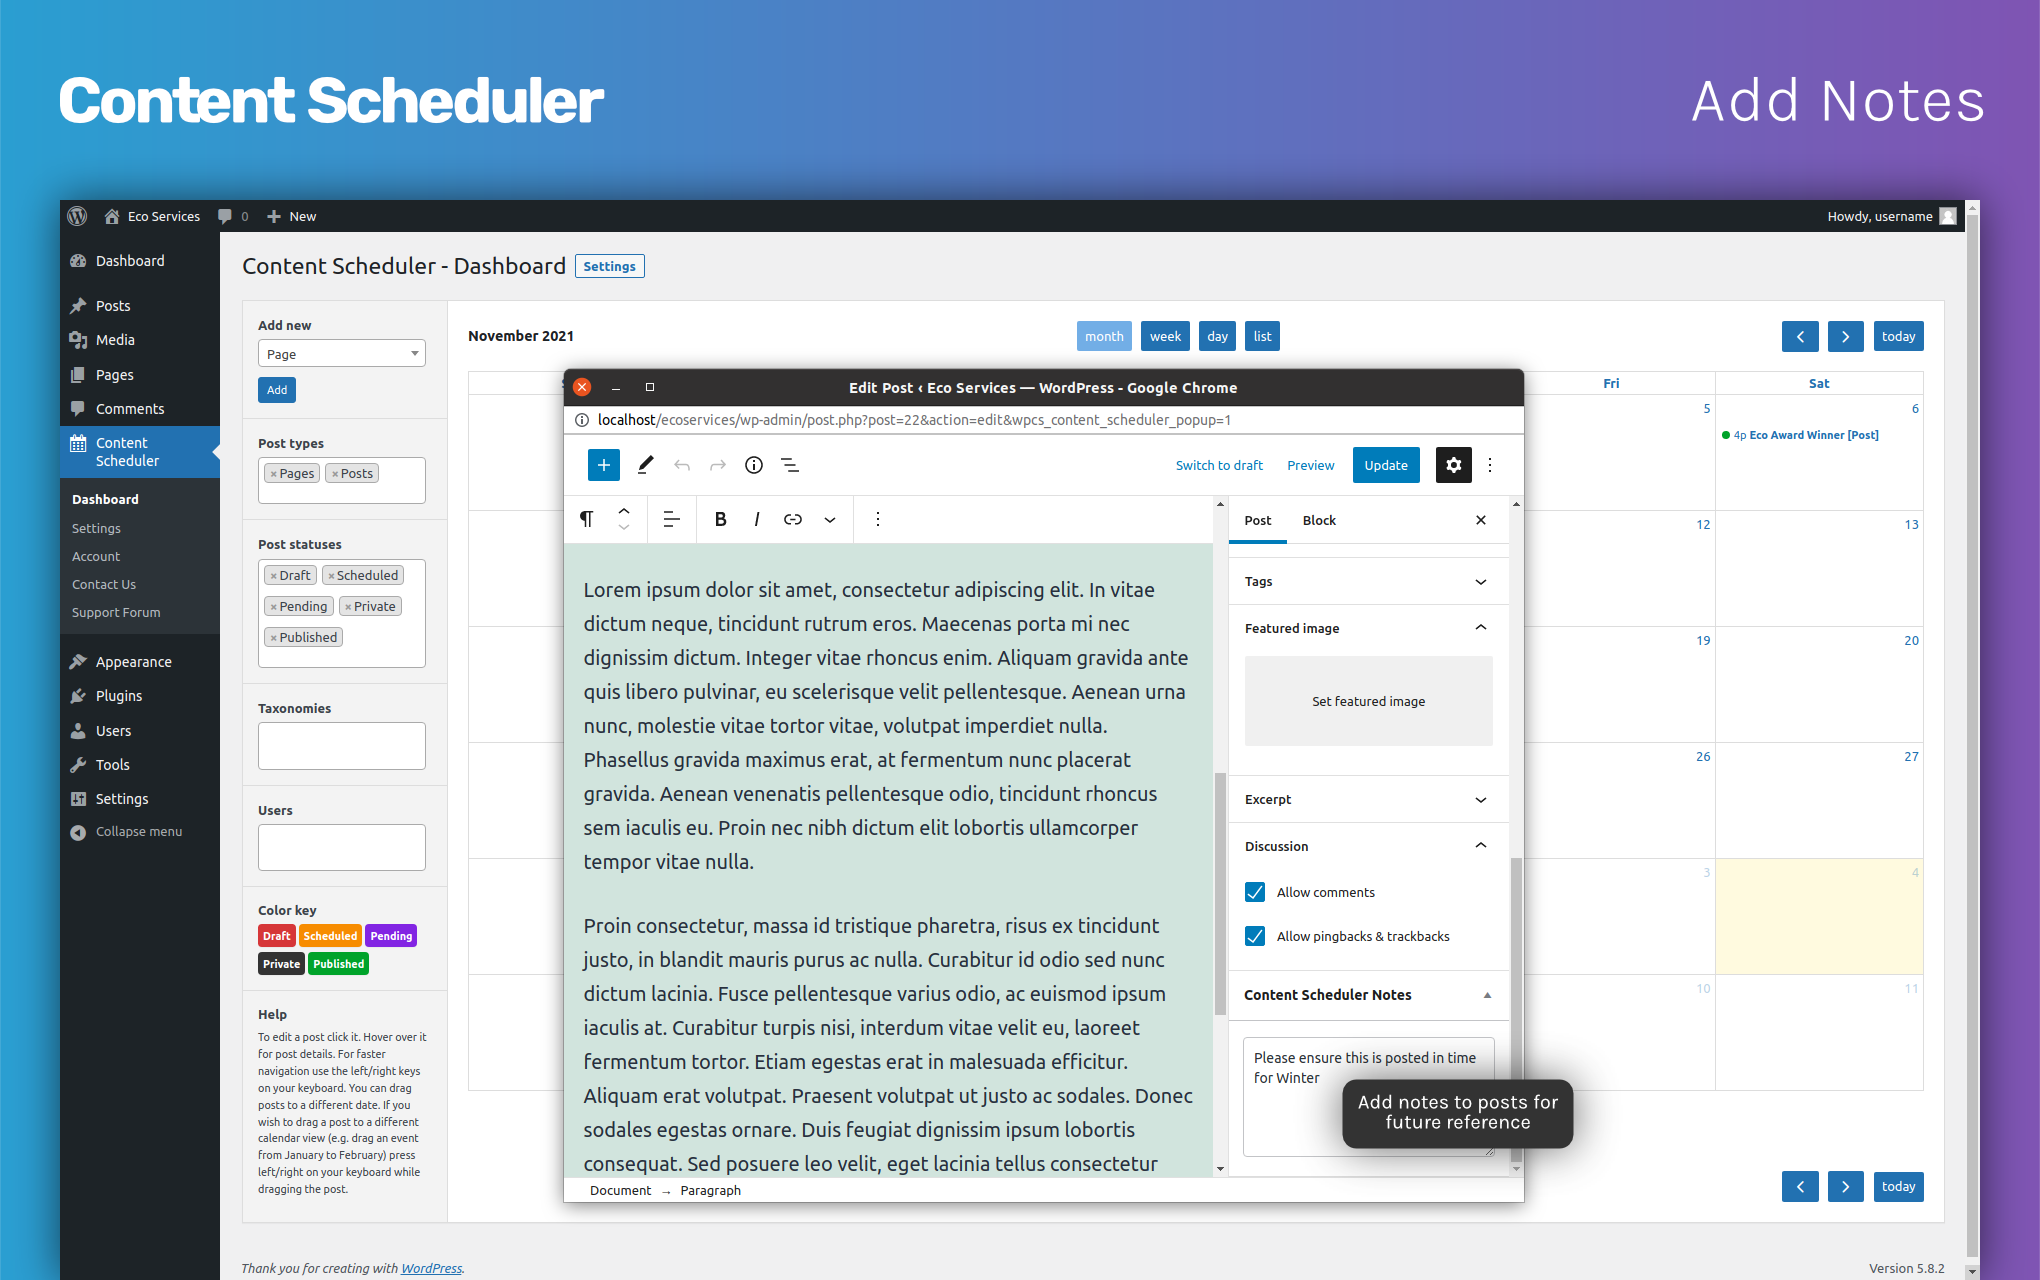 Content Scheduler
Add Notes
Eco Services
0
New
Howdy, username
Dashboard
Posts
Media
Pages
Comments
Content
Scheduler
Dashboard
Settings
Account
Contact Us
Support Forum
Appearance
Plugins
Users
Tools
Settings
Collapse menu
Content Scheduler - Dashboard
Settings
Add new
Page
Add
Post types
× Pages × Posts
Post statuses
× Draft × Scheduled
× Pending × Private
× Published
Taxonomies
Users
Color key
Draft Scheduled Pending
Private Published
Help
To edit a post click it. Hover over it
for post details. For faster
navigation use the left/right keys
on your keyboard. You can drag
posts to a different date. If you
wish to drag a post to a different
calendar view (e.g. drag an event
from January to February) press
left/right on your keyboard while
dragging the post.
November 2021
month week day list
today
Fri Sat
5 6
4p Eco Award Winner [Post]
12 13
19 20
26 27
3 4
10 11
today
Edit Post ‹ Eco Services — WordPress - Google Chrome
localhost/ecoservices/wp-admin/post.php?post=22&action=edit&wpcs_content_scheduler_popup=1
Switch to draft Preview Update
B I
Lorem ipsum dolor sit amet, consectetur adipiscing elit. In vitae
dictum neque, tincidunt rutrum eros. Maecenas porta mi nec
dignissim dictum. Integer vitae rhoncus enim. Aliquam gravida ante
quis libero pulvinar, eu scelerisque velit pellentesque. Aenean urna
nunc, molestie vitae tortor vitae, volutpat imperdiet nulla.
Phasellus gravida maximus erat, at fermentum nunc placerat
gravida. Aenean venenatis pellentesque odio, tincidunt rhoncus
sem iaculis eu. Proin nec nibh dictum elit lobortis ullamcorper
tempor vitae nulla.
Proin consectetur, massa id tristique pharetra, risus ex tincidunt
justo, in blandit mauris purus ac nulla. Curabitur id odio sed nunc
dictum lacinia. Fusce pellentesque varius odio, ac euismod ipsum
iaculis at. Curabitur turpis nisi, interdum vitae velit eu, laoreet
fermentum tortor. Etiam egestas erat in malesuada efficitur.
Aliquam erat volutpat. Praesent volutpat ut justo ac sodales. Donec
sodales egestas ornare. Duis feugiat dignissim ipsum lobortis
consequat. Sed posuere leo velit, eget lacinia tellus consectetur
Document → Paragraph
Post Block
Tags
Featured image
Set featured image
Excerpt
Discussion
Allow comments
Allow pingbacks & trackbacks
Content Scheduler Notes
Please ensure this is posted in time
for Winter
Add notes to posts for
future reference
Thank you for creating with WordPress.
Version 5.8.2